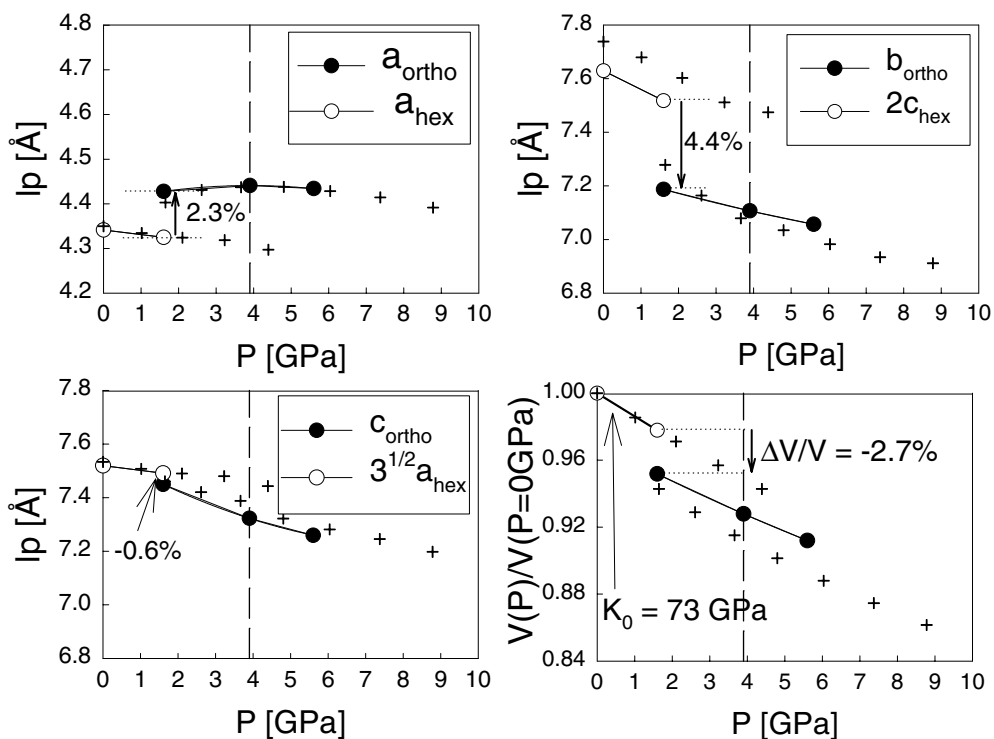 4.8
4.7
4.6
4.5
4.4
4.3
4.2
lp [Å]
a_ortho
a_hex
2.3%
0 1 2 3 4 5 6 7 8 9 10
P [GPa]
7.8
7.6
7.4
7.2
7.0
6.8
lp [Å]
b_ortho
2c_hex
4.4%
0 1 2 3 4 5 6 7 8 9 10
P [GPa]
7.8
7.6
7.4
7.2
7.0
6.8
lp [Å]
c_ortho
3^1/2 a_hex
-0.6%
0 1 2 3 4 5 6 7 8 9 10
P [GPa]
1.00
0.96
0.92
0.88
0.84
V(P)/V(P=0GPa)
ΔV/V = -2.7%
K_0 = 73 GPa
0 1 2 3 4 5 6 7 8 9 10
P [GPa]